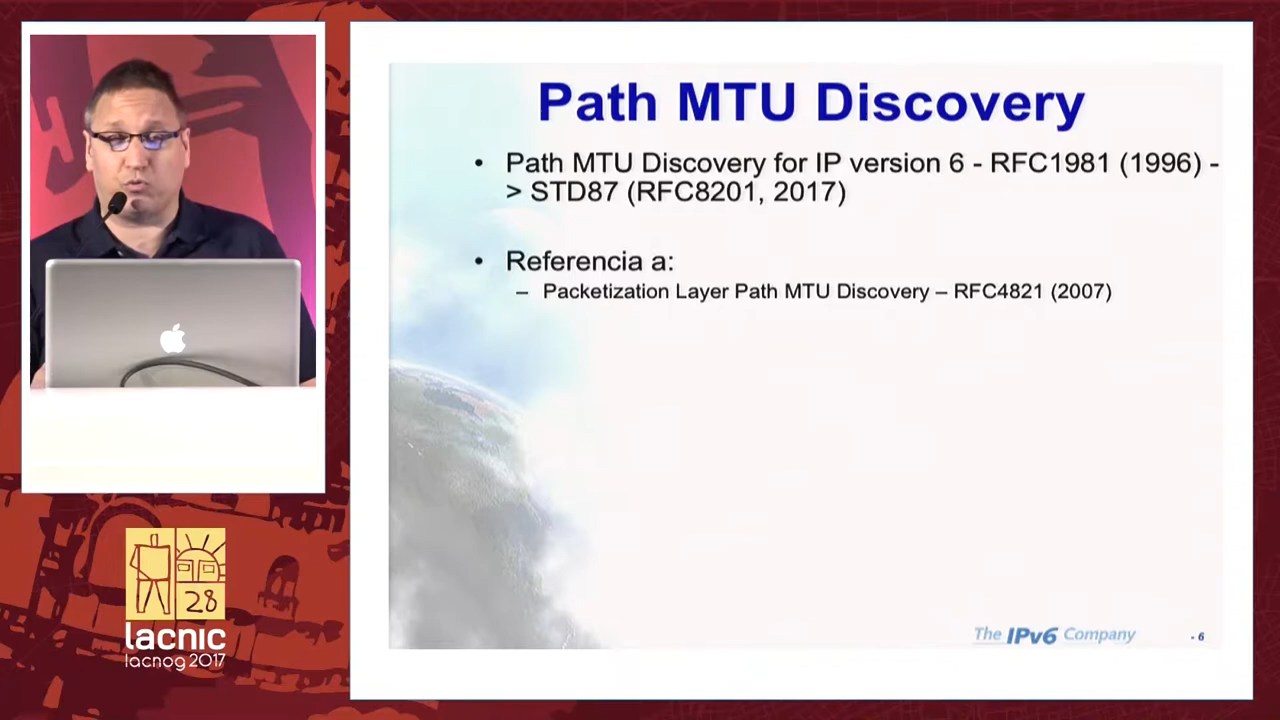 Path MTU Discovery
• Path MTU Discovery for IP version 6 - RFC1981 (1996) -
> STD87 (RFC8201, 2017)
• Referencia a:
– Packetization Layer Path MTU Discovery – RFC4821 (2007)
The IPv6 Company
- 6
28
lacnic
lacnog 2017